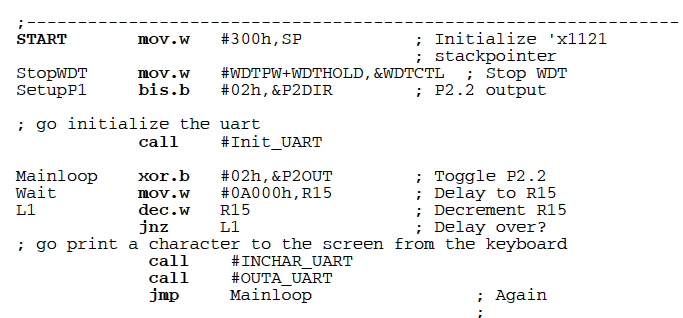 ;-----------------------------------------------------------------
START       mov.w   #300h,SP           ; Initialize 'x1121
                                       ; stackpointer
StopWDT     mov.w   #WDTPW+WDTHOLD,&WDTCTL  ; Stop WDT
SetupP1     bis.b   #02h,&P2DIR        ; P2.2 output
; go initialize the uart
            call    #Init_UART
Mainloop    xor.b   #02h,&P2OUT        ; Toggle P2.2
Wait        mov.w   #0A000h,R15        ; Delay to R15
L1          dec.w   R15                ; Decrement R15
            jnz     L1                 ; Delay over?
; go print a character to the screen from the keyboard
             call    #INCHAR_UART
             call    #OUTA_UART
             jmp     Mainloop                ; Again
                                             ;